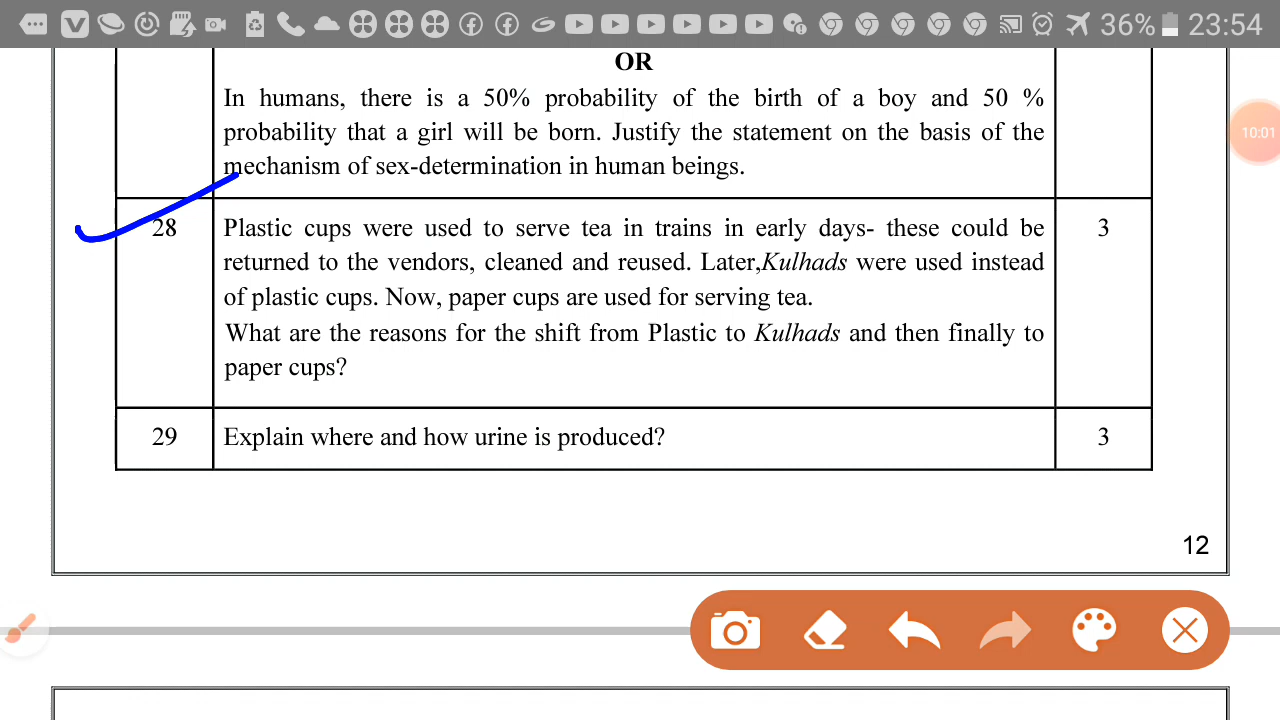 36% 23:54
OR
In humans, there is a 50% probability of the birth of a boy and 50 %
10:01
probability that a girl will be born. Justify the statement on the basis of the
mechanism of sex-determination in human beings.
28 Plastic cups were used to serve tea in trains in early days- these could be 3
returned to the vendors, cleaned and reused. Later,Kulhads were used instead
of plastic cups. Now, paper cups are used for serving tea.
What are the reasons for the shift from Plastic to Kulhads and then finally to
paper cups?
29 Explain where and how urine is produced? 3
12